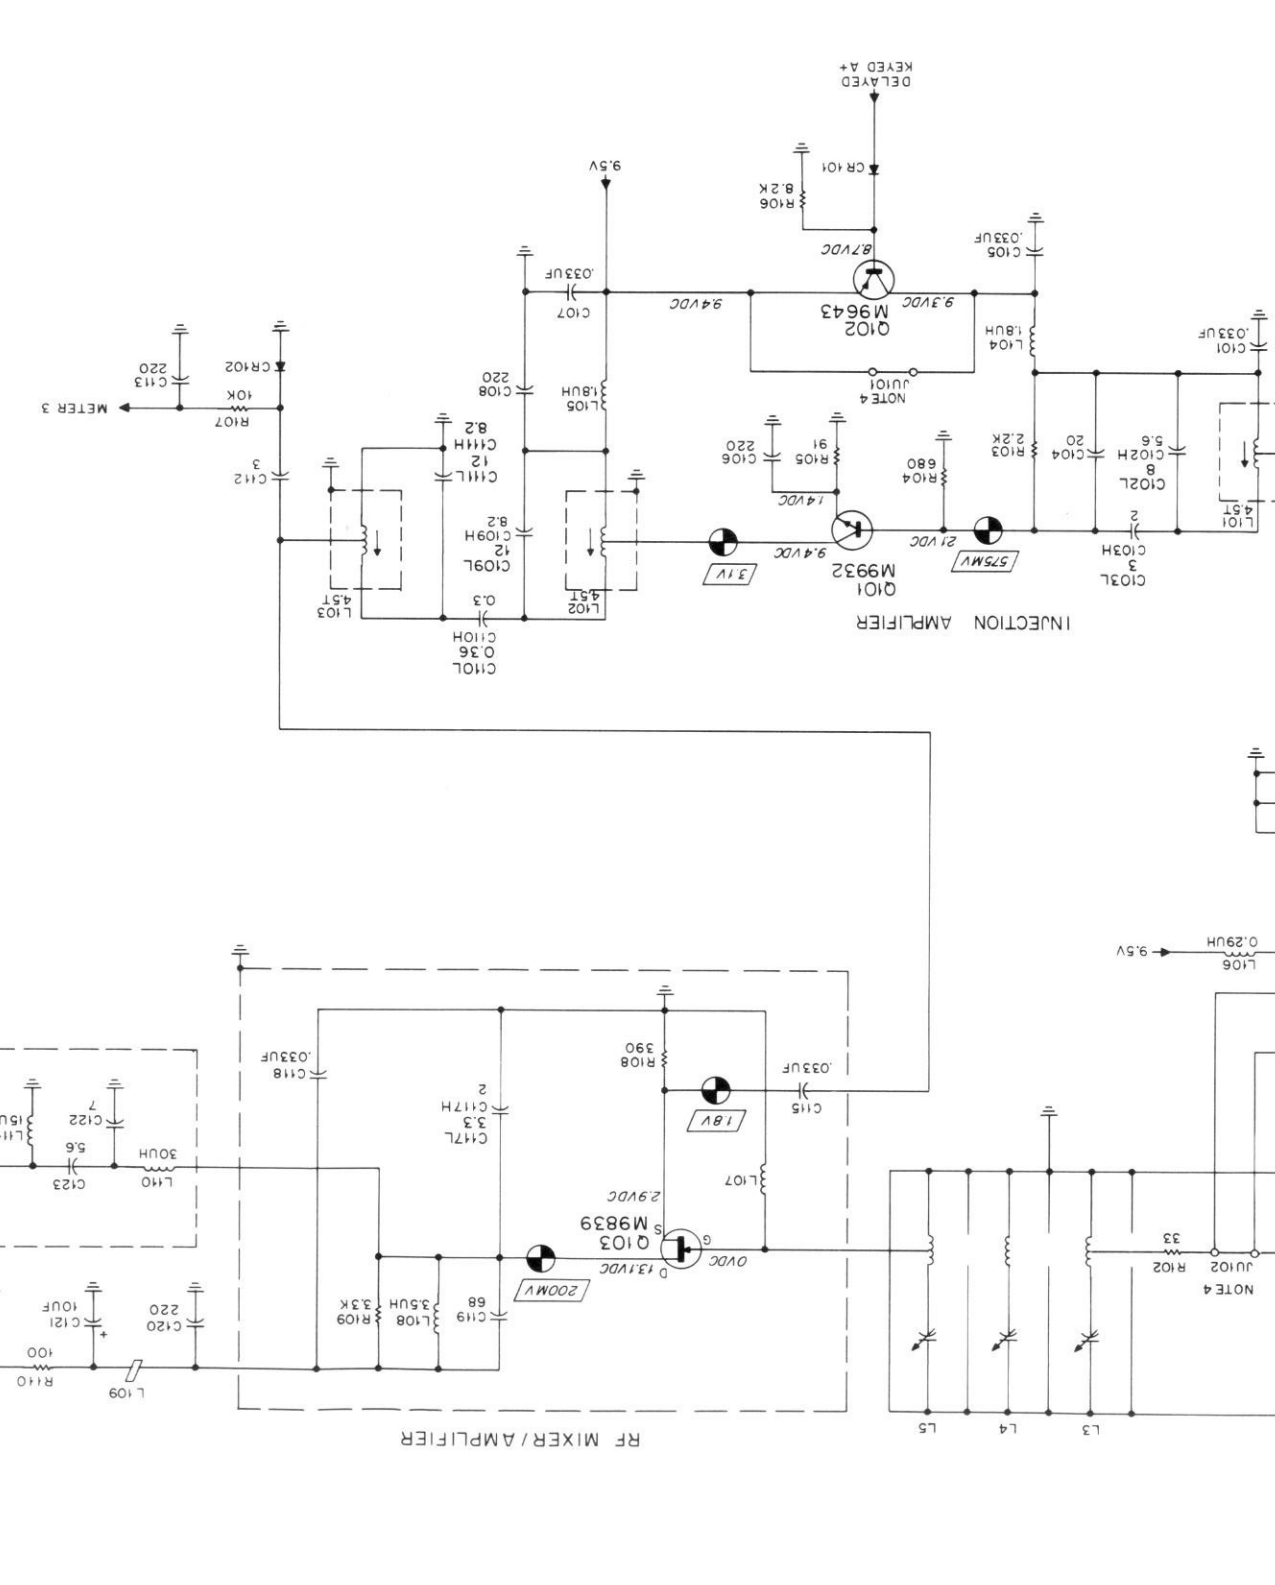 RF MIXER/AMPLIFIER
L3
L4
L5
L109
R110
100
C121
10UF
+
C120
220
NOTE 4
JU102
R102
33
200MV
C119
68
L108
3.5UH
R109
3.3K
D
13.1VDC
G
0VDC
Q103
M9839
S
2.9VDC
L107
L110
30UH
C123
5.6
C122
7
C117L
3.3
C117H
2
1.8V
C115
.033UF
R108
390
C118
.033UF
L106
0.29UH
9.5V
C110L
0.36
C110H
0.3
INJECTION AMPLIFIER
L102
4.5T
L103
4.5T
Q101
M9932
C103L
3
C103H
2
575MV
3.1V
C109L
12
C109H
8.2
9.4VDC
2.1VDC
L101
4.5T
1.4VDC
C102L
8
C102H
5.6
C104
20
R103
2.2K
R104
680
R105
91
C106
220
C112
3
C111L
12
C111H
8.2
R107
10K
METER 3
NOTE 4
JU101
L105
1.8UH
C108
220
C113
220
CR102
C101
.033UF
L104
1.8UH
Q102
M9643
C107
.033UF
9.3VDC
9.4VDC
8.7VDC
C105
.033UF
R106
8.2K
CR101
9.5V
DELAYED
KEYED A+